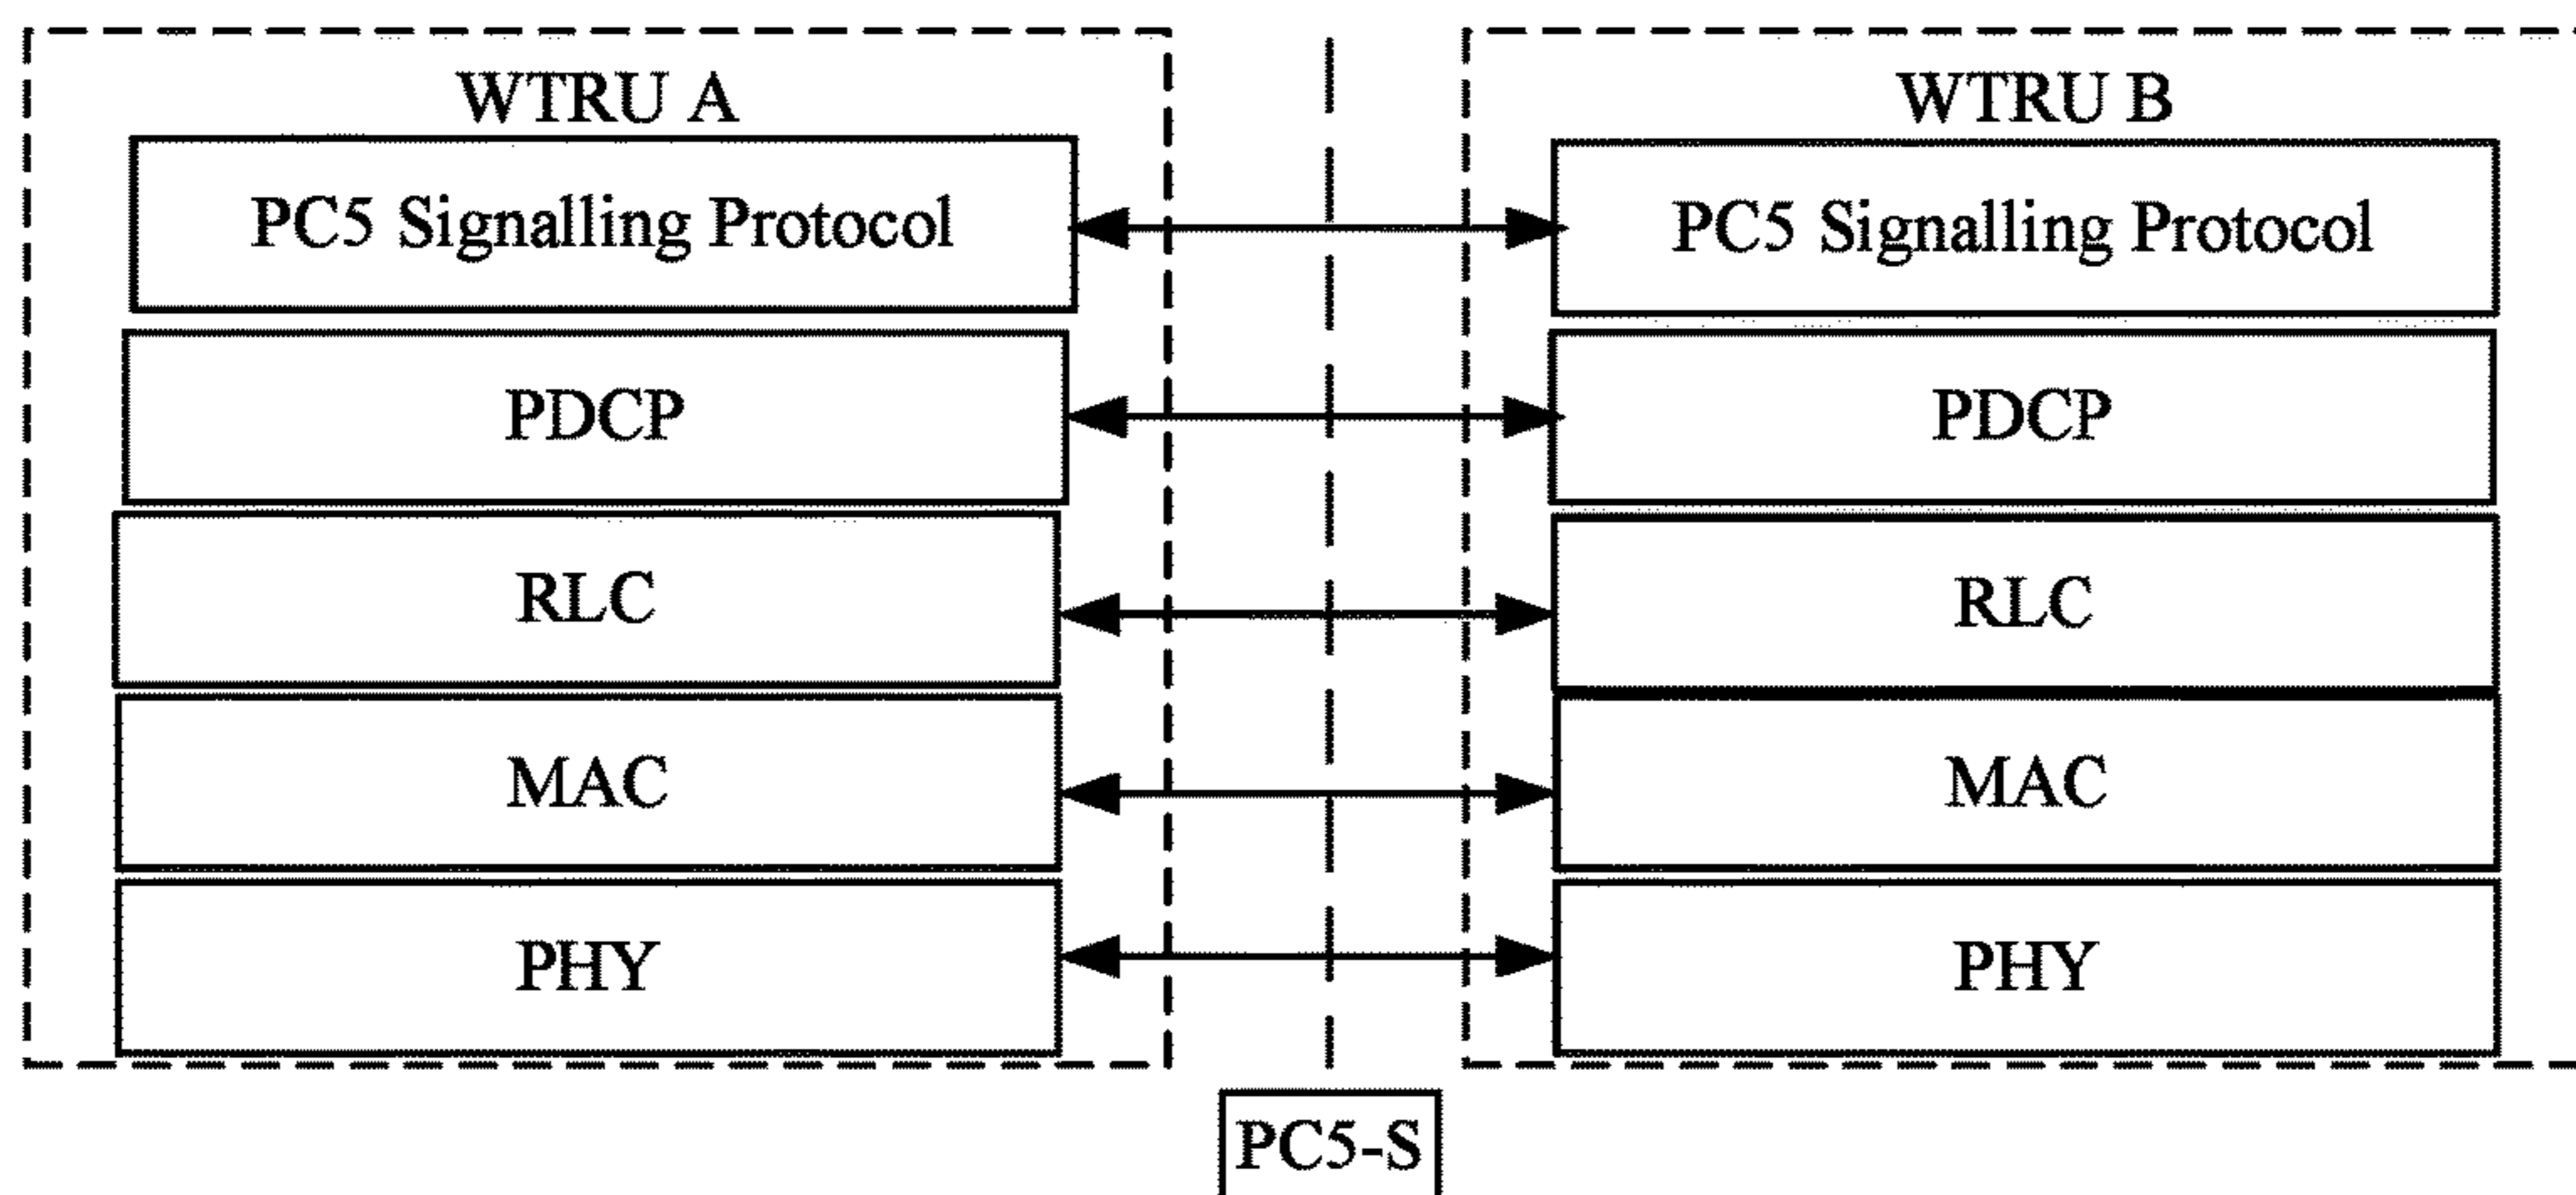 WTRU A
WTRU B
PC5 Signalling Protocol
PC5 Signalling Protocol
PDCP
PDCP
RLC
RLC
MAC
MAC
PHY
PHY
PC5-S